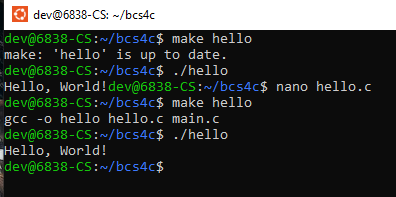 dev@6838-CS: ~/bcs4c
dev@6838-CS:~/bcs4c$ make hello
make: 'hello' is up to date.
dev@6838-CS:~/bcs4c$ ./hello
Hello, World!dev@6838-CS:~/bcs4c$ nano hello.c
dev@6838-CS:~/bcs4c$ make hello
gcc -o hello hello.c main.c
dev@6838-CS:~/bcs4c$ ./hello
Hello, World!
dev@6838-CS:~/bcs4c$